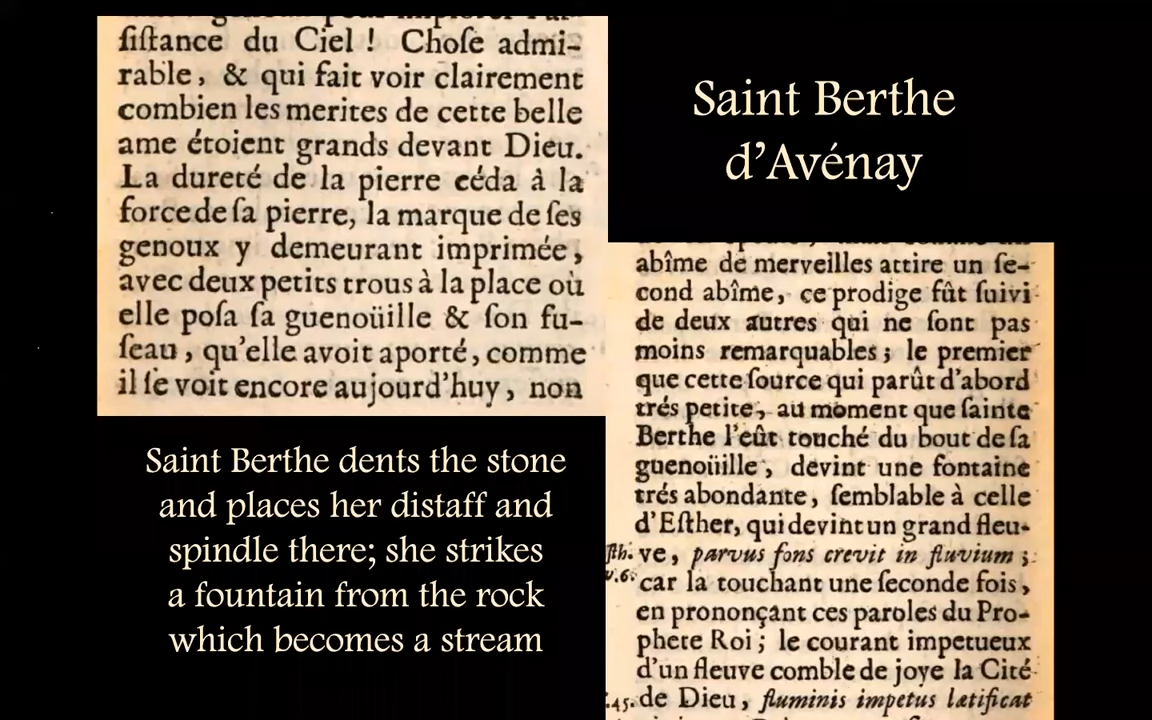 ſiſtance du Ciel ! Choſe admi-
rable, & qui fait voir clairement
combien les merites de cette belle
ame étoient grands devant Dieu.
La dureté de la pierre céda à la
force de ſa pierre, la marque de ſes
genoux y demeurant imprimée,
avec deux petits trous à la place où
elle poſa ſa guenoüille & ſon fu-
ſeau, qu'elle avoit aporté, comme
il ſe voit encore aujourd'huy, non
Saint Berthe dents the stone
and places her distaff and
spindle there; she strikes
a fountain from the rock
which becomes a stream
Saint Berthe
d’Avénay
abîme de merveilles attire un ſe-
cond abîme, ce prodige fût ſuivi
de deux autres qui ne ſont pas
moins remarquables; le premier
que cette ſource qui parût d'abord
trés petite, au moment que ſainte
Berthe l'eût touché du bout de ſa
guenoüille, devint une fontaine
trés abondante, ſemblable à celle
d'Eſther, qui devint un grand fleu-
ve, parvus fons crevit in fluvium;
car la touchant une ſeconde fois,
en prononçant ces paroles du Pro-
phete Roi; le courant impetueux
d'un fleuve comble de joye la Cité
45. de Dieu, fluminis impetus lætificat